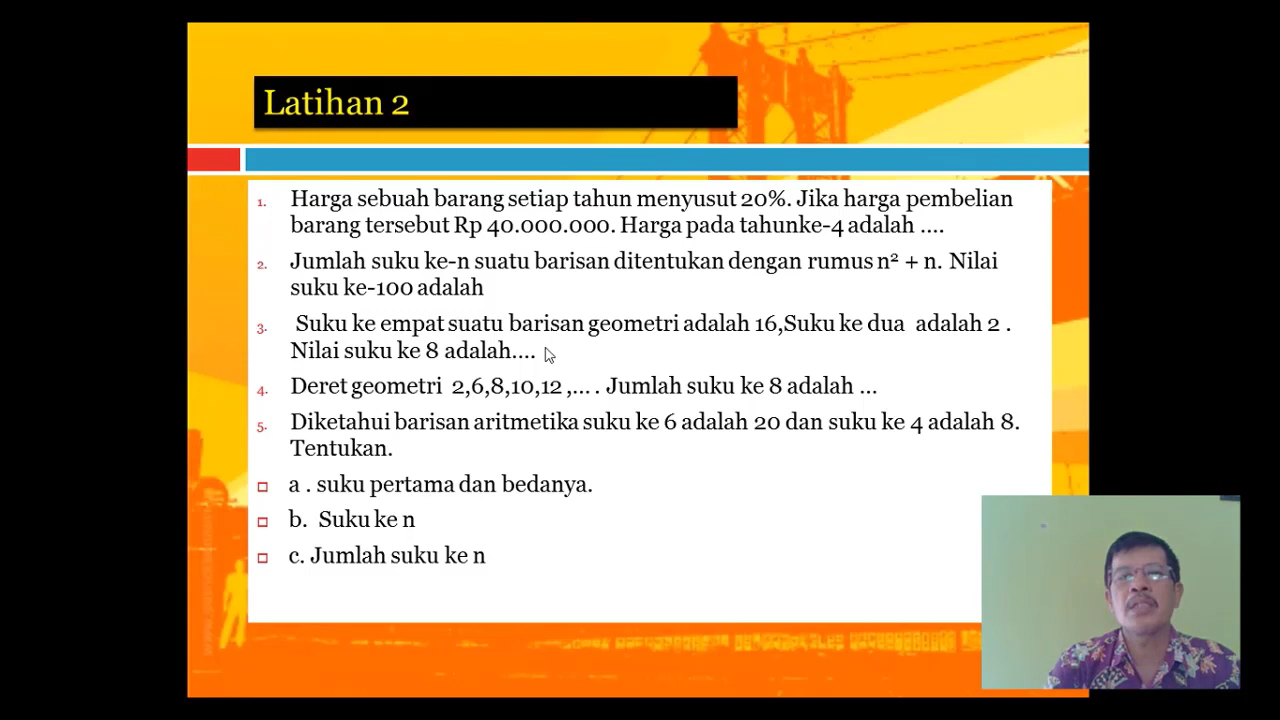 Latihan 2
1. Harga sebuah barang setiap tahun menyusut 20%. Jika harga pembelian
barang tersebut Rp 40.000.000. Harga pada tahunke-4 adalah ....
2. Jumlah suku ke-n suatu barisan ditentukan dengan rumus n² + n. Nilai
suku ke-100 adalah
3. Suku ke empat suatu barisan geometri adalah 16,Suku ke dua adalah 2 .
Nilai suku ke 8 adalah....
4. Deret geometri 2,6,8,10,12 ,... . Jumlah suku ke 8 adalah ...
5. Diketahui barisan aritmetika suku ke 6 adalah 20 dan suku ke 4 adalah 8.
Tentukan.
a . suku pertama dan bedanya.
b. Suku ke n
c. Jumlah suku ke n